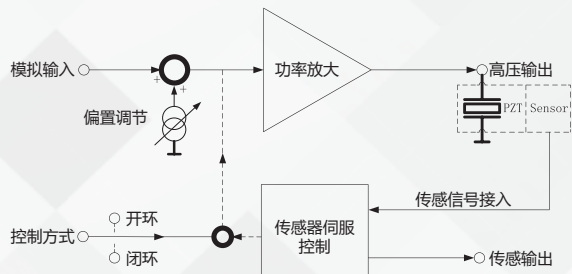 模拟输入
+
+
偏置调节
功率放大
高压输出
PZT
Sensor
传感信号接入
控制方式
开环
闭环
传感器伺服
控制
传感输出